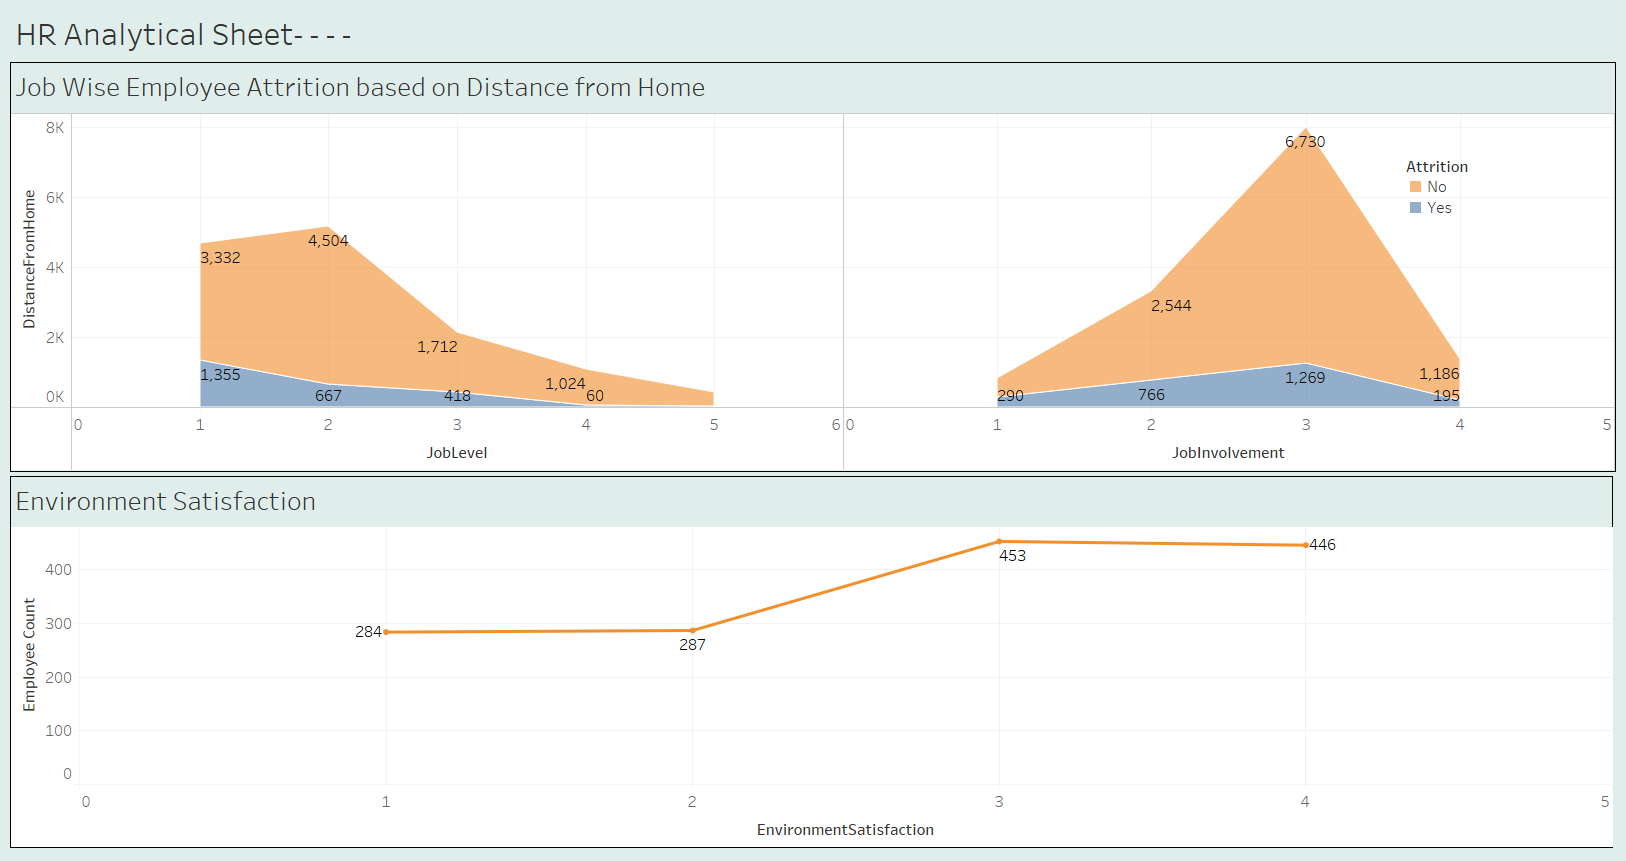 HR Analytical Sheet- - - -
Job Wise Employee Attrition based on Distance from Home
DistanceFromHome
8K
6K
4K
2K
0K
3,332
4,504
1,712
1,024
1,355
667
418
60
0 1 2 3 4 5 6
JobLevel
6,730
2,544
1,186
290
766
1,269
195
Attrition
No
Yes
0 1 2 3 4 5
JobInvolvement
Environment Satisfaction
Employee Count
400
300
200
100
0
284
287
453
446
0 1 2 3 4 5
EnvironmentSatisfaction